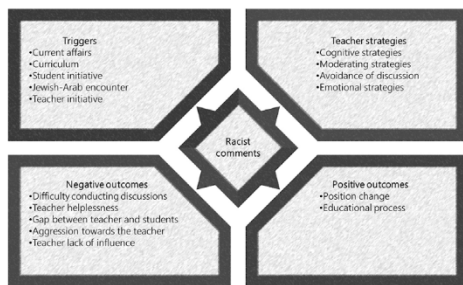 Triggers
•Current affairs
•Curriculum
•Student initiative
•Jewish-Arab encounter
•Teacher initiative
Teacher strategies
•Cognitive strategies
•Moderating strategies
•Avoidance of discussion
•Emotional strategies
Racist
comments
Negative outcomes
•Difficulty conducting discussions
•Teacher helplessness
•Gap between teacher and students
•Aggression towards the teacher
•Teacher lack of influence
Positive outcomes
•Position change
•Educational process